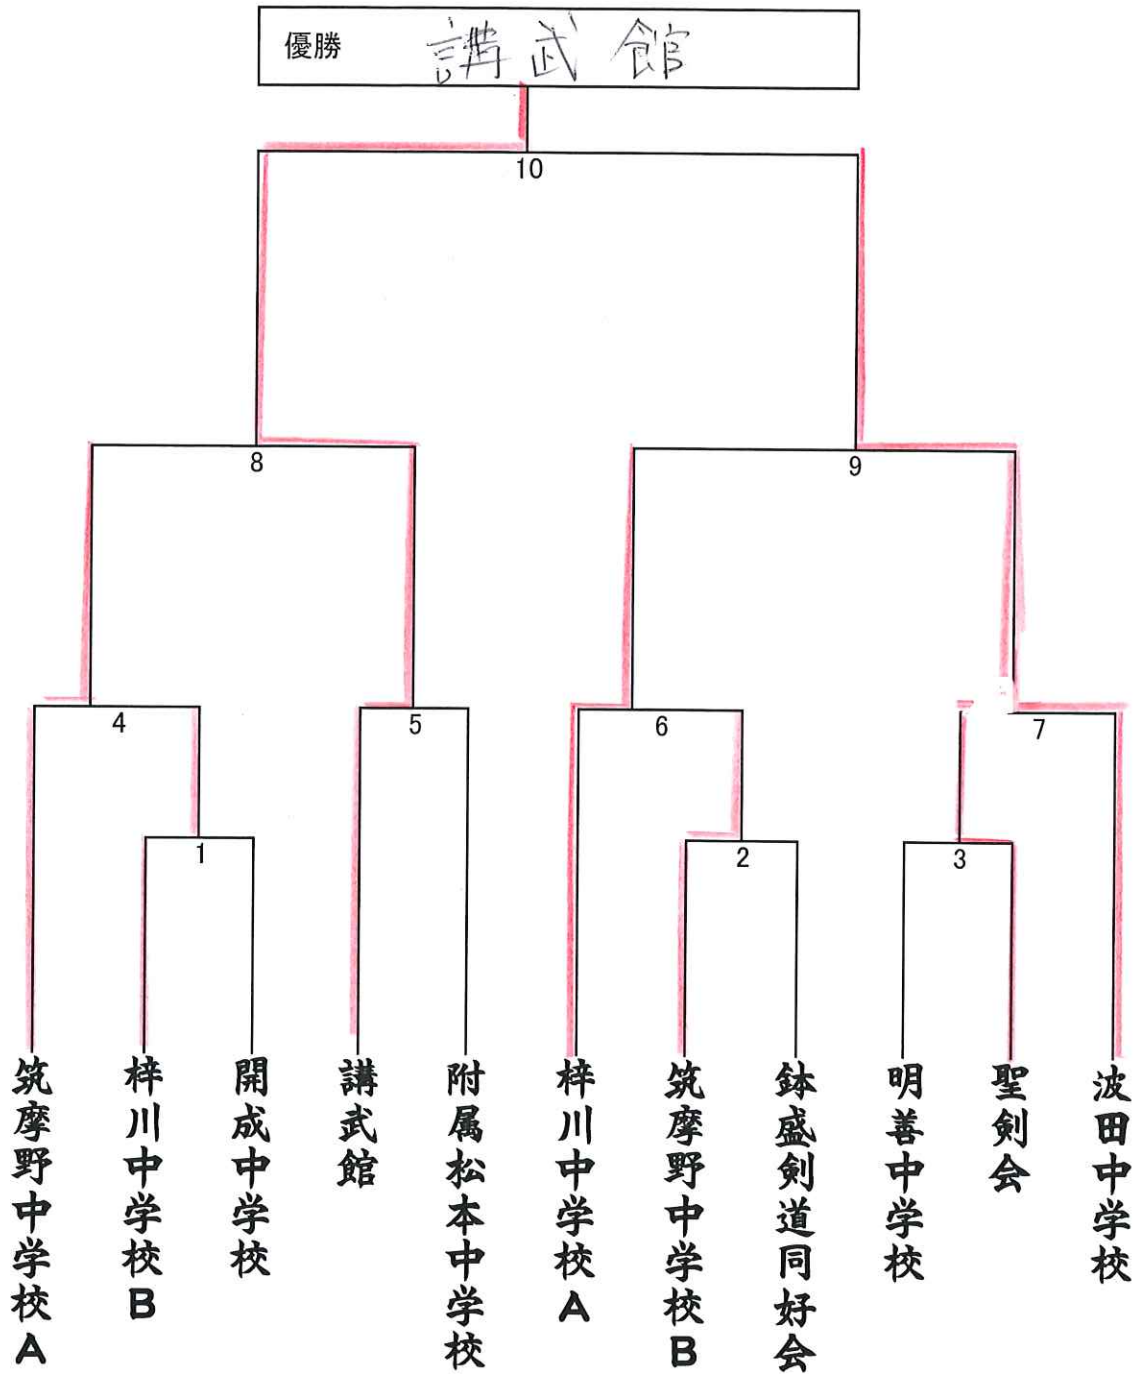 優勝 講武館
10
8
9
4
5
6
7
1
2
3
筑摩野中学校A
梓川中学校B
開成中学校
講武館
附属松本中学校
梓川中学校A
筑摩野中学校B
鉢盛剣道同好会
明善中学校
聖剣会
波田中学校